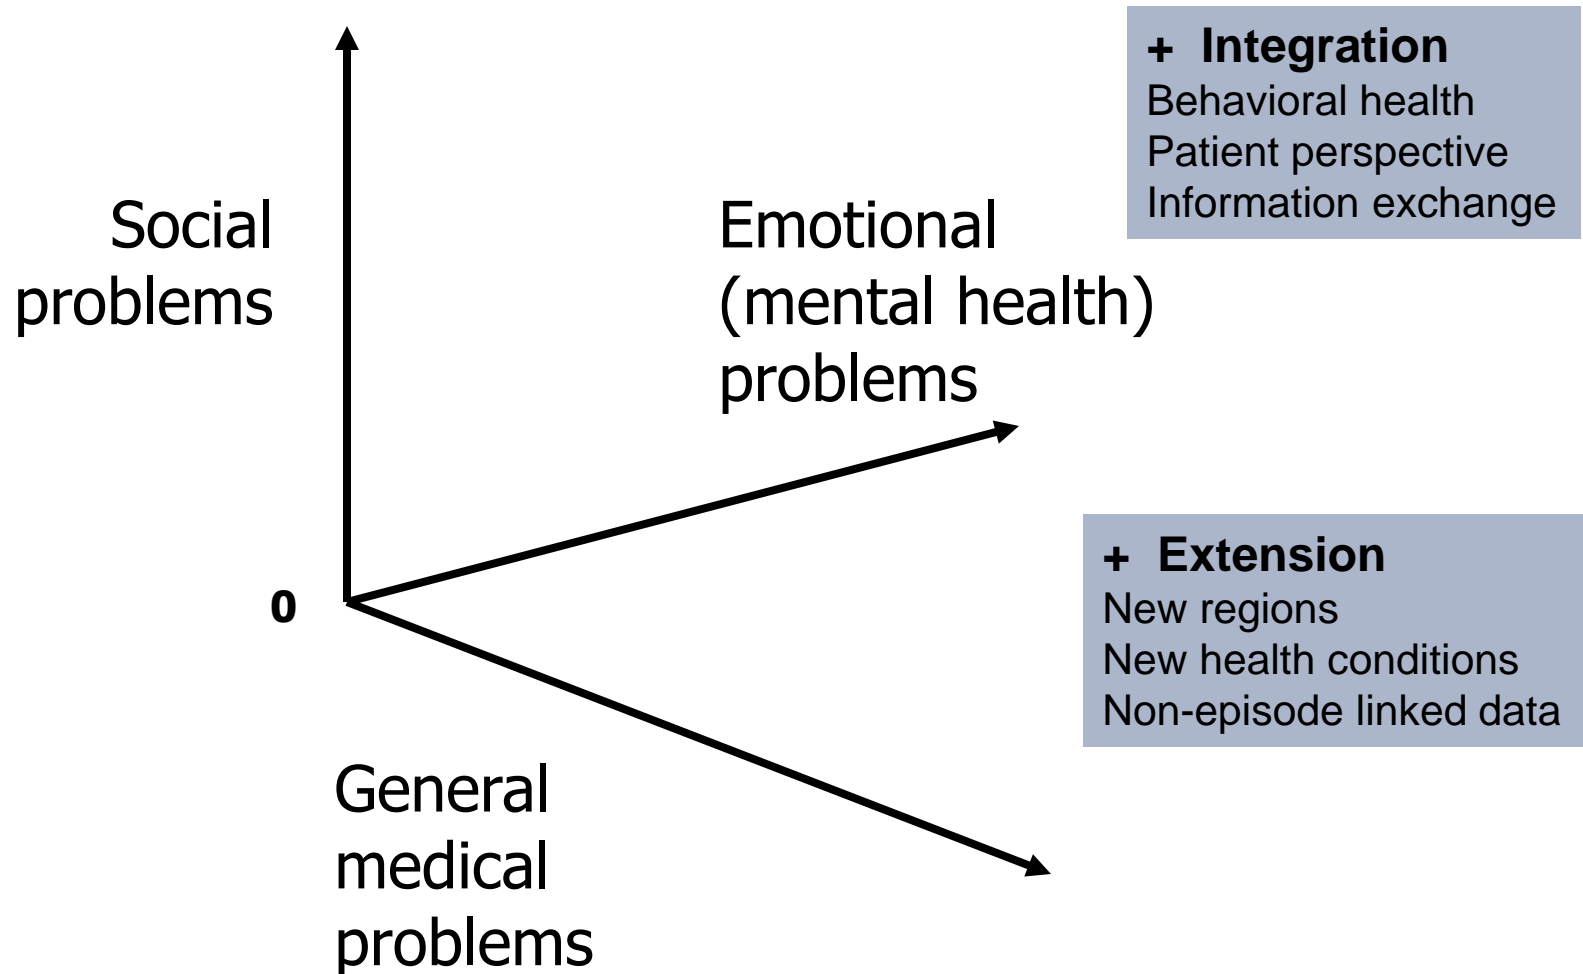 Social
problems
Emotional
(mental health)
problems
+ Integration
Behavioral health
Patient perspective
Information exchange
0
+ Extension
New regions
New health conditions
Non-episode linked data
General
medical
problems